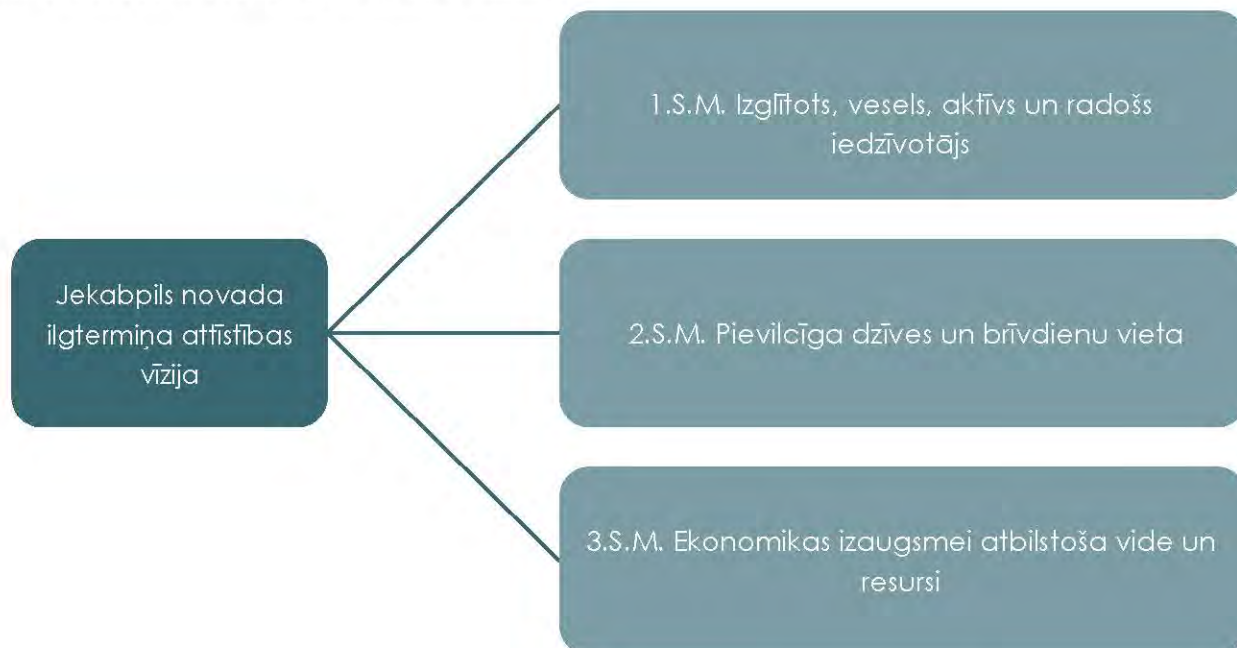 Jekabpils novada
ilgtermiņa attīstības
vīzija
1.S.M. Izglītots, vesels, aktīvs un radošs
iedzīvotājs
2.S.M. Pievilcīga dzīves un brīvdienu vieta
3.S.M. Ekonomikas izaugsmei atbilstoša vide un
resursi